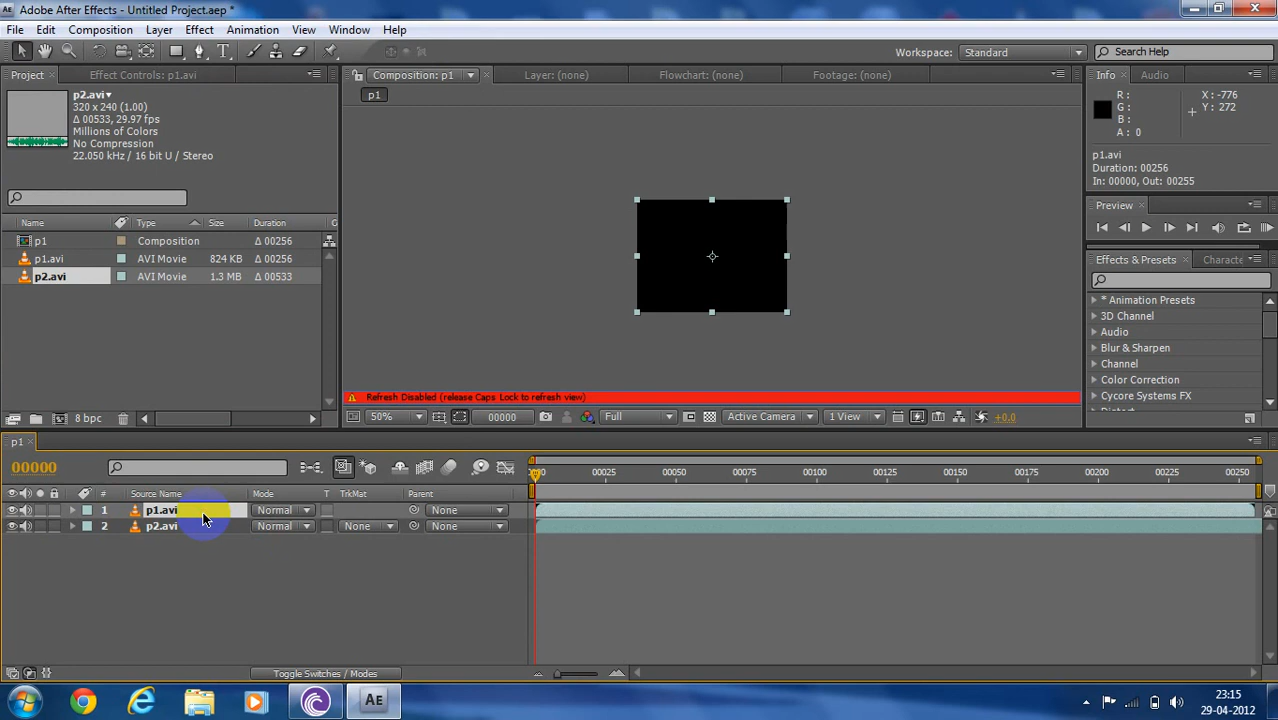 Adobe After Effects - Untitled Project.aep *
File Edit Composition Layer Effect Animation View Window Help
Workspace: Standard Search Help
Project Effect Controls: p1.avi
Composition: p1 Layer: (none) Flowchart: (none) Footage: (none)
Info Audio
p2.avi
320 x 240 (1.00)
Δ 00533, 29.97 fps
Millions of Colors
No Compression
22.050 kHz / 16 bit U / Stereo
p1
R :
G :
B :
A : 0
X : -776
Y : 272
p1.avi
Duration: 00256
In: 00000, Out: 00255
Preview
Name Type Size Duration
p1 Composition Δ 00256
p1.avi AVI Movie 824 KB Δ 00256
p2.avi AVI Movie 1.3 MB Δ 00533
Effects & Presets Characte
* Animation Presets
3D Channel
Audio
Blur & Sharpen
Channel
Color Correction
Cycore Systems FX
Distort
Refresh Disabled (release Caps Lock to refresh view)
8 bpc
50% 00000 Full Active Camera 1 View +0.0
p1
00000
00025 00050 00075 00100 00125 00150 00175 00200 00225 00250
# Source Name Mode T TrkMat Parent
1 p1.avi Normal None
2 p2.avi Normal None None
Toggle Switches / Modes
AE
23:15
29-04-2012